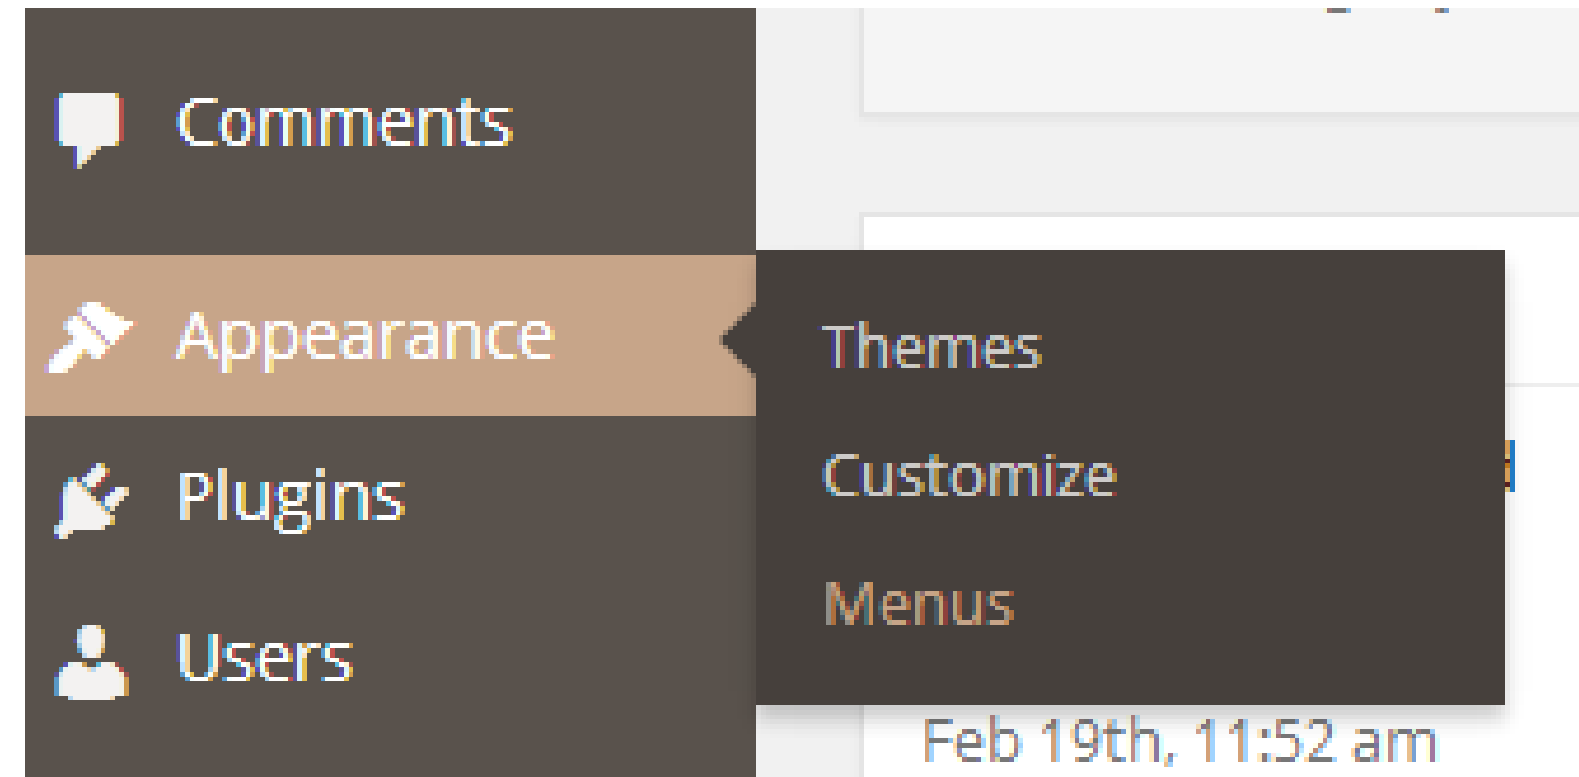 Comments
Appearance
Themes
Customize
Menus
Plugins
Users
Feb 19th, 11:52 am